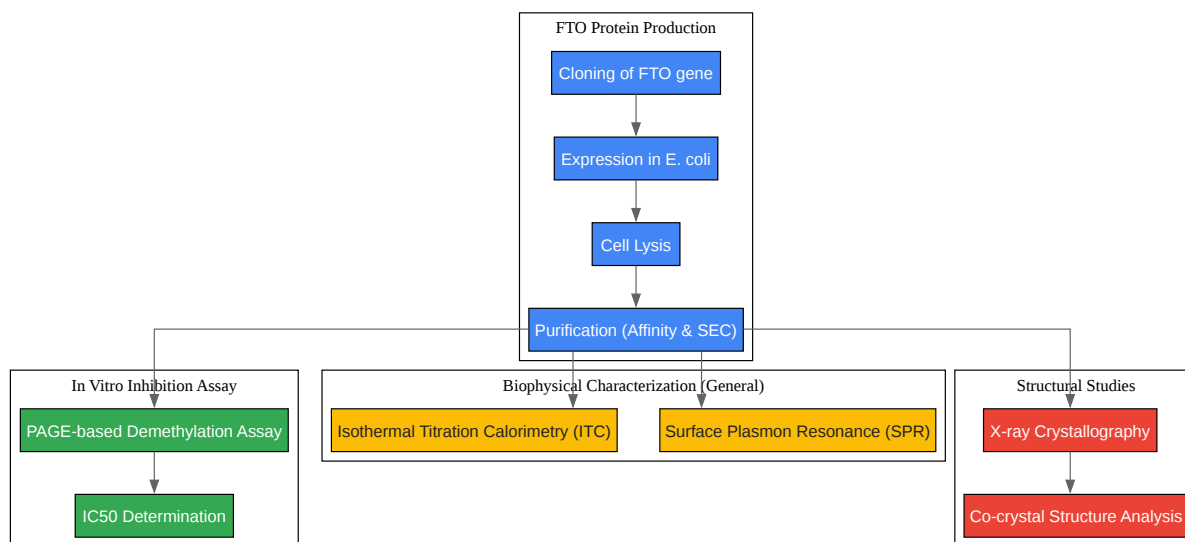 FTO Protein Production
Cloning of FTO gene
Expression in E. coli
Cell Lysis
Purification (Affinity & SEC)
In Vitro Inhibition Assay
PAGE-based Demethylation Assay
IC50 Determination
Biophysical Characterization (General)
Isothermal Titration Calorimetry (ITC)
Surface Plasmon Resonance (SPR)
Structural Studies
X-ray Crystallography
Co-crystal Structure Analysis